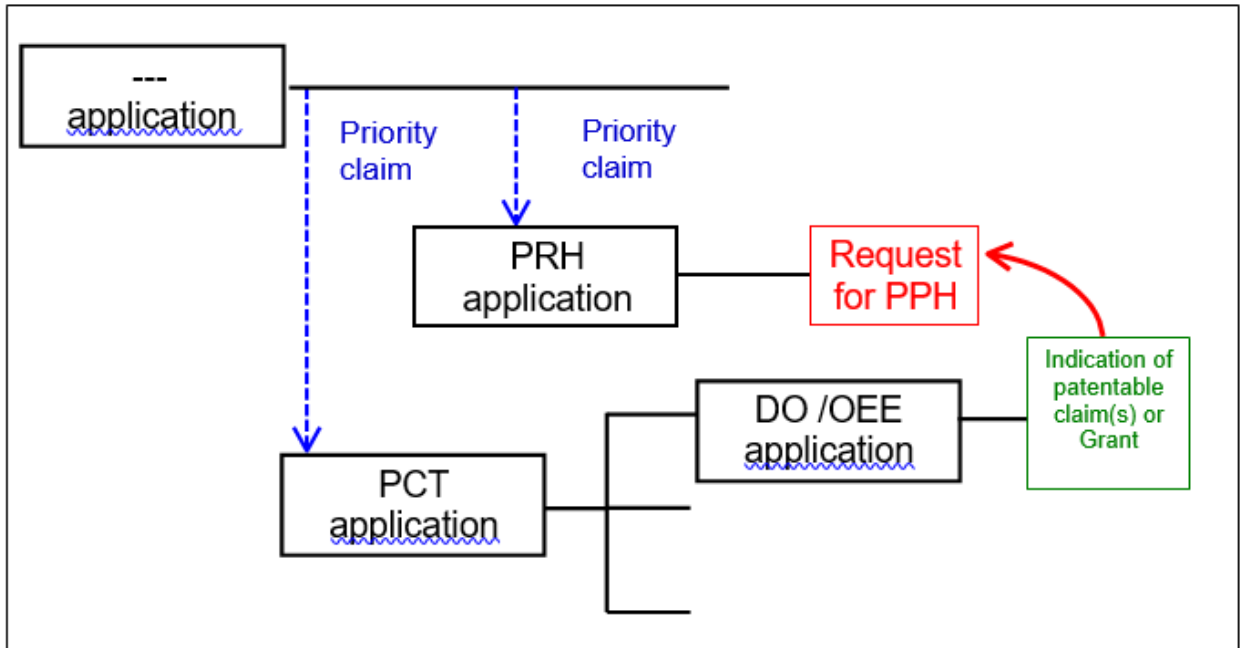 ---
application
Priority
claim
Priority
claim
PRH
application
Request
for PPH
Indication of
patentable
claim(s) or
Grant
DO /OEE
application
PCT
application